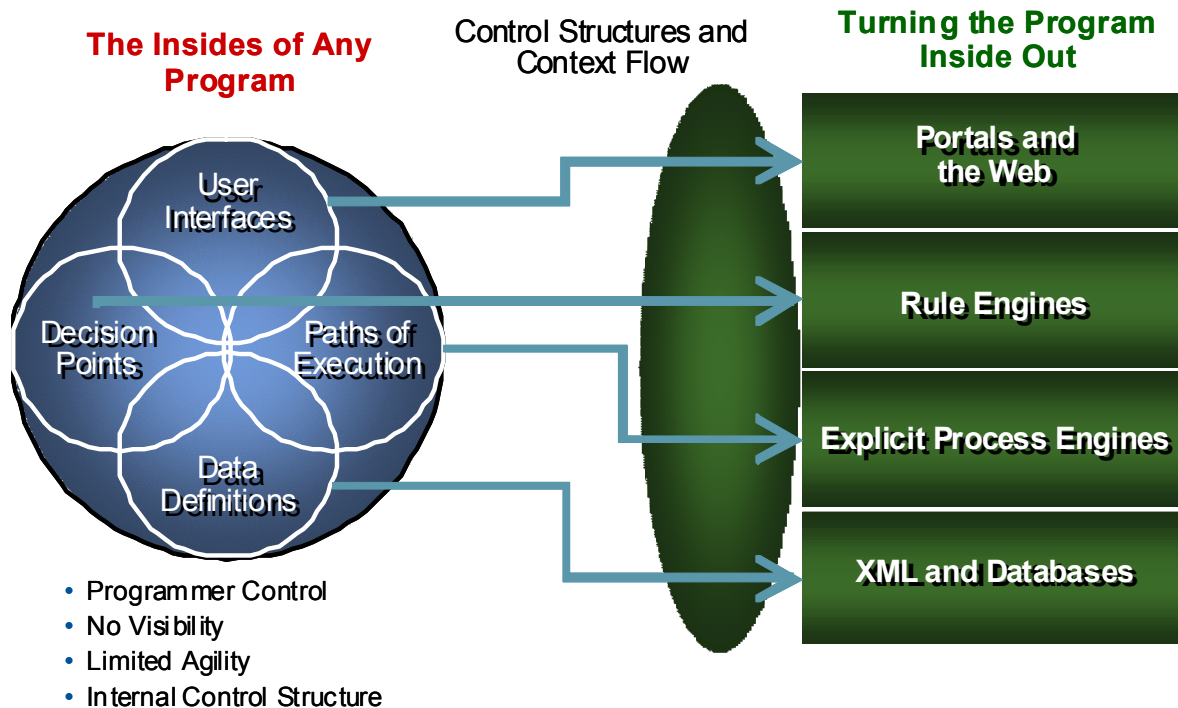 The Insides of Any
Program
Control Structures and
Context Flow
Turning the Program
Inside Out
User
Interfaces
Decision
Points
Paths of
Execution
Data
Definitions
Portals and
the Web
Rule Engines
Explicit Process Engines
XML and Databases
• Programmer Control
• No Visibility
• Limited Agility
• Internal Control Structure